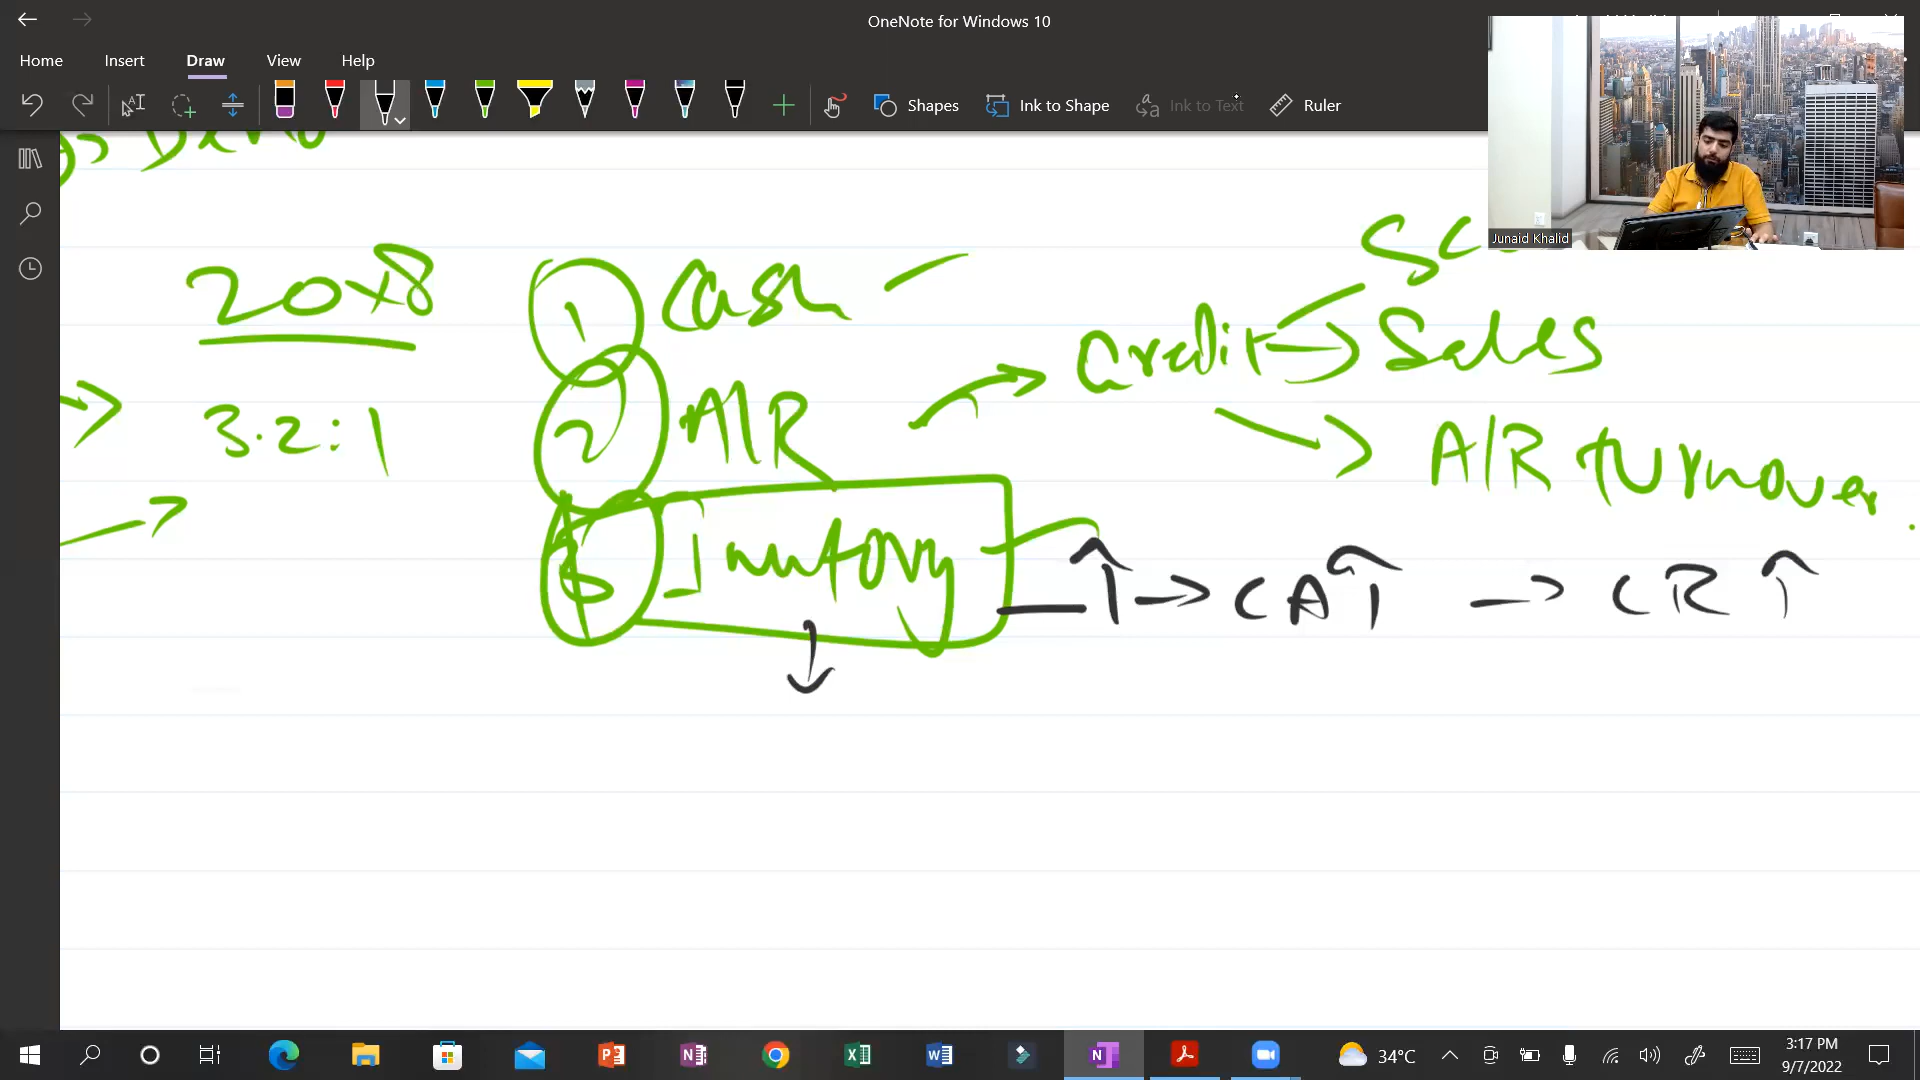 OneNote for Windows 10
Home Insert Draw View Help
Shapes Ink to Shape Ink to Text Ruler
Junaid Khalid
Demo
20x8
3.2:1
1 Cash
2 A/R → Credit → Sales
→ A/R turnover.
Inventory ↑ → CA ↑ → CR ↑
↓
34°C
3:17 PM
9/7/2022